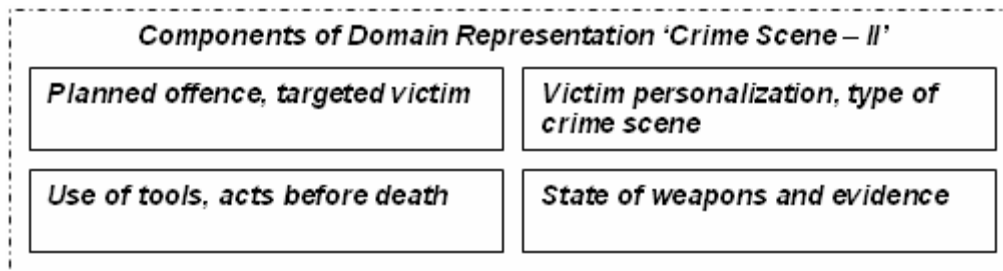 Components of Domain Representation ‘Crime Scene – II’
Planned offence, targeted victim
Victim personalization, type of
crime scene
Use of tools, acts before death
State of weapons and evidence